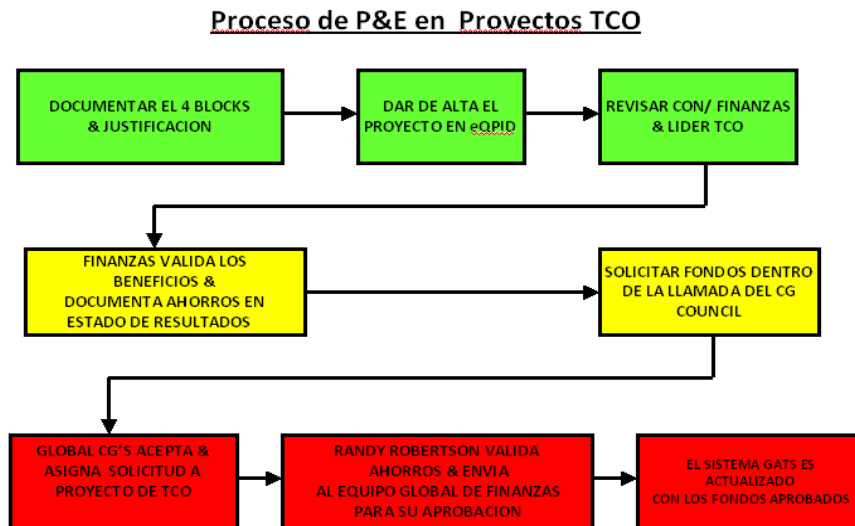 Proceso de P&E en Proyectos TCO
DOCUMENTAR EL 4 BLOCKS
& JUSTIFICACION
DAR DE ALTA EL
PROYECTO EN eQPID
REVISAR CON/ FINANZAS
& LIDER TCO
FINANZAS VALIDA LOS
BENEFICIOS &
DOCUMENTA AHORROS EN
ESTADO DE RESULTADOS
SOLICITAR FONDOS DENTRO
DE LA LLAMADA DEL CG
COUNCIL
GLOBAL CG'S ACEPTA &
ASIGNA SOLICITUD A
PROYECTO DE TCO
RANDY ROBERTSON VALIDA
AHORROS & ENVIA
AL EQUIPO GLOBAL DE FINANZAS
PARA SU APROBACION
EL SISTEMA GATS ES
ACTUALIZADO
CON LOS FONDOS APROBADOS